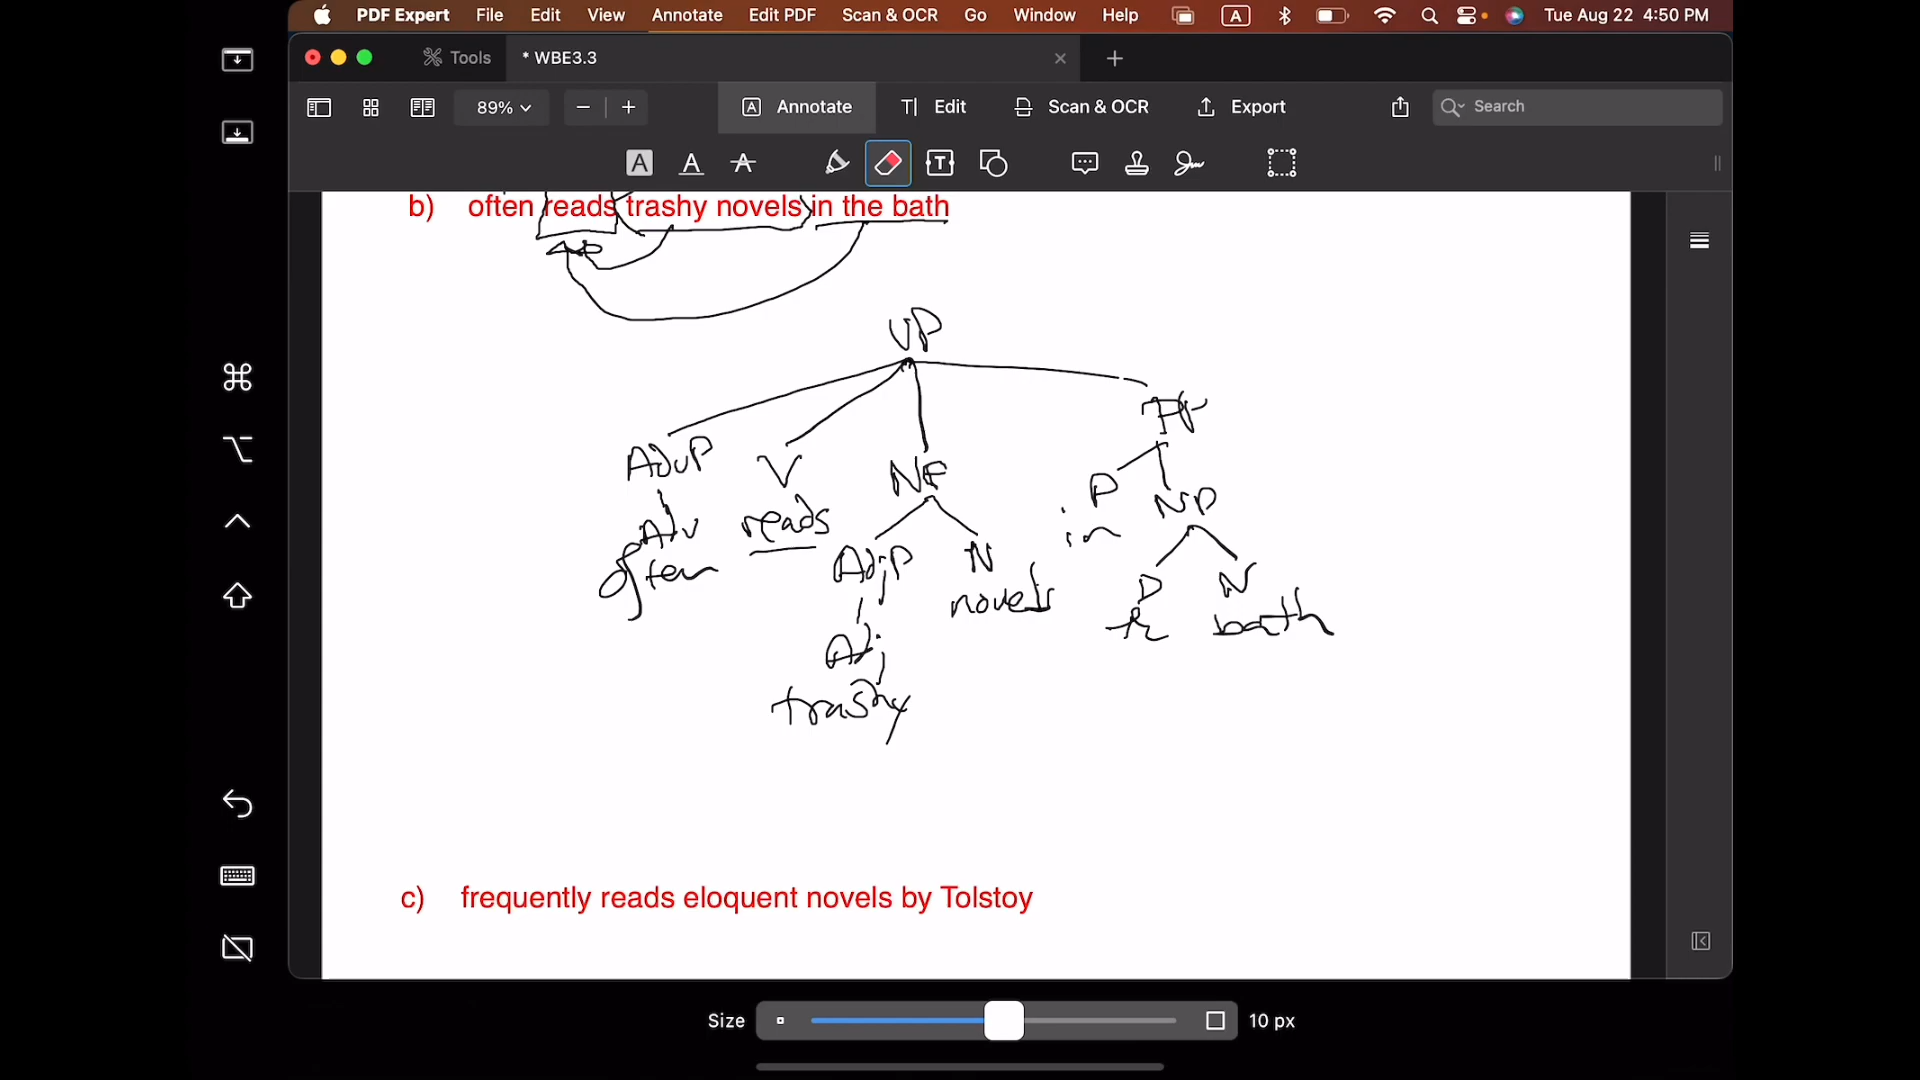 PDF Expert File Edit View Annotate Edit PDF Scan & OCR Go Window Help A Tue Aug 22 4:50 PM
Tools * WBE3.3
89% Annotate Edit Scan & OCR Export Search
A A A T
b) often reads trashy novels in the bath
VP
AdvP V NP PP
Adv reads AdjP N P NP
often Adj novels in D N
trashy the bath
c) frequently reads eloquent novels by Tolstoy
Size 10 px